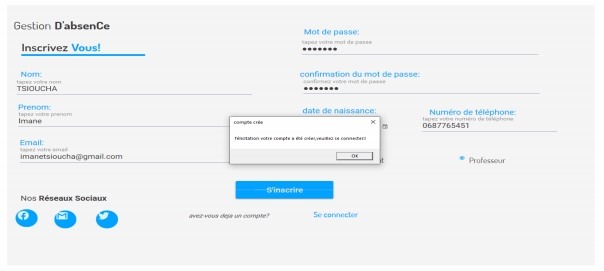 Gestion D'absenCe
Inscrivez Vous!
Nom:
tapez votre nom
TSIOUCHA
Prenom:
tapez votre prenom
Imane
Email:
tapez votre email
imanetsioucha@gmail.com
Mot de passe:
tapez votre mot de passe
confirmation du mot de passe:
confirmez votre mot de passe
date de naissance:
Numéro de téléphone:
tapez votre numéro de téléphone
0687765451
compte crée
félicitation votre compte a été créer,veuillez se connecter!!
OK
Professeur
S'inscrire
avez-vous deja un compte?
Se connecter
Nos Réseaux Sociaux